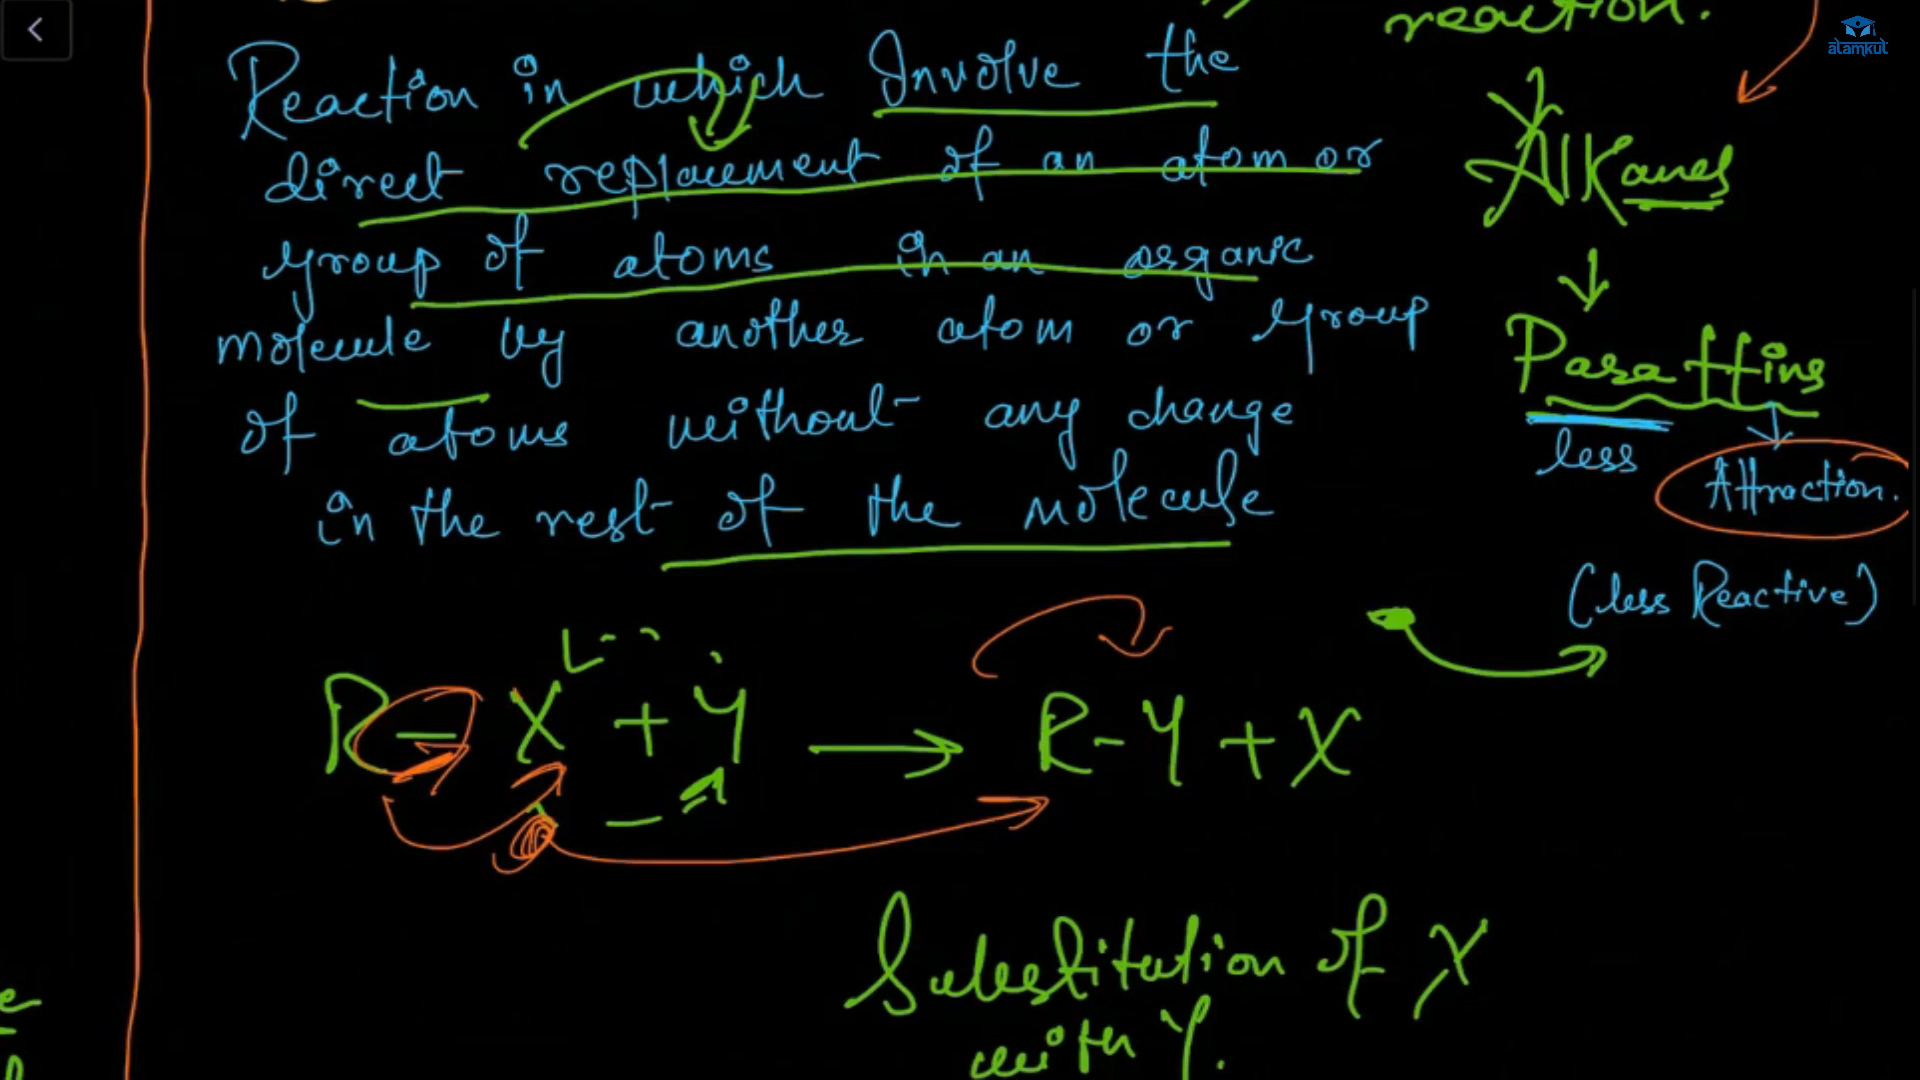 reaction.
alamkut
Reaction in which Involve the
direct replacement of an atom or
group of atoms in an organic
molecule by another atom or group
of atoms without any change
in the rest of the molecule
Alkanes
Paraffins
less
Attraction.
(less Reactive)
R - X + Y → R - Y + X
Substitution of X
with Y.